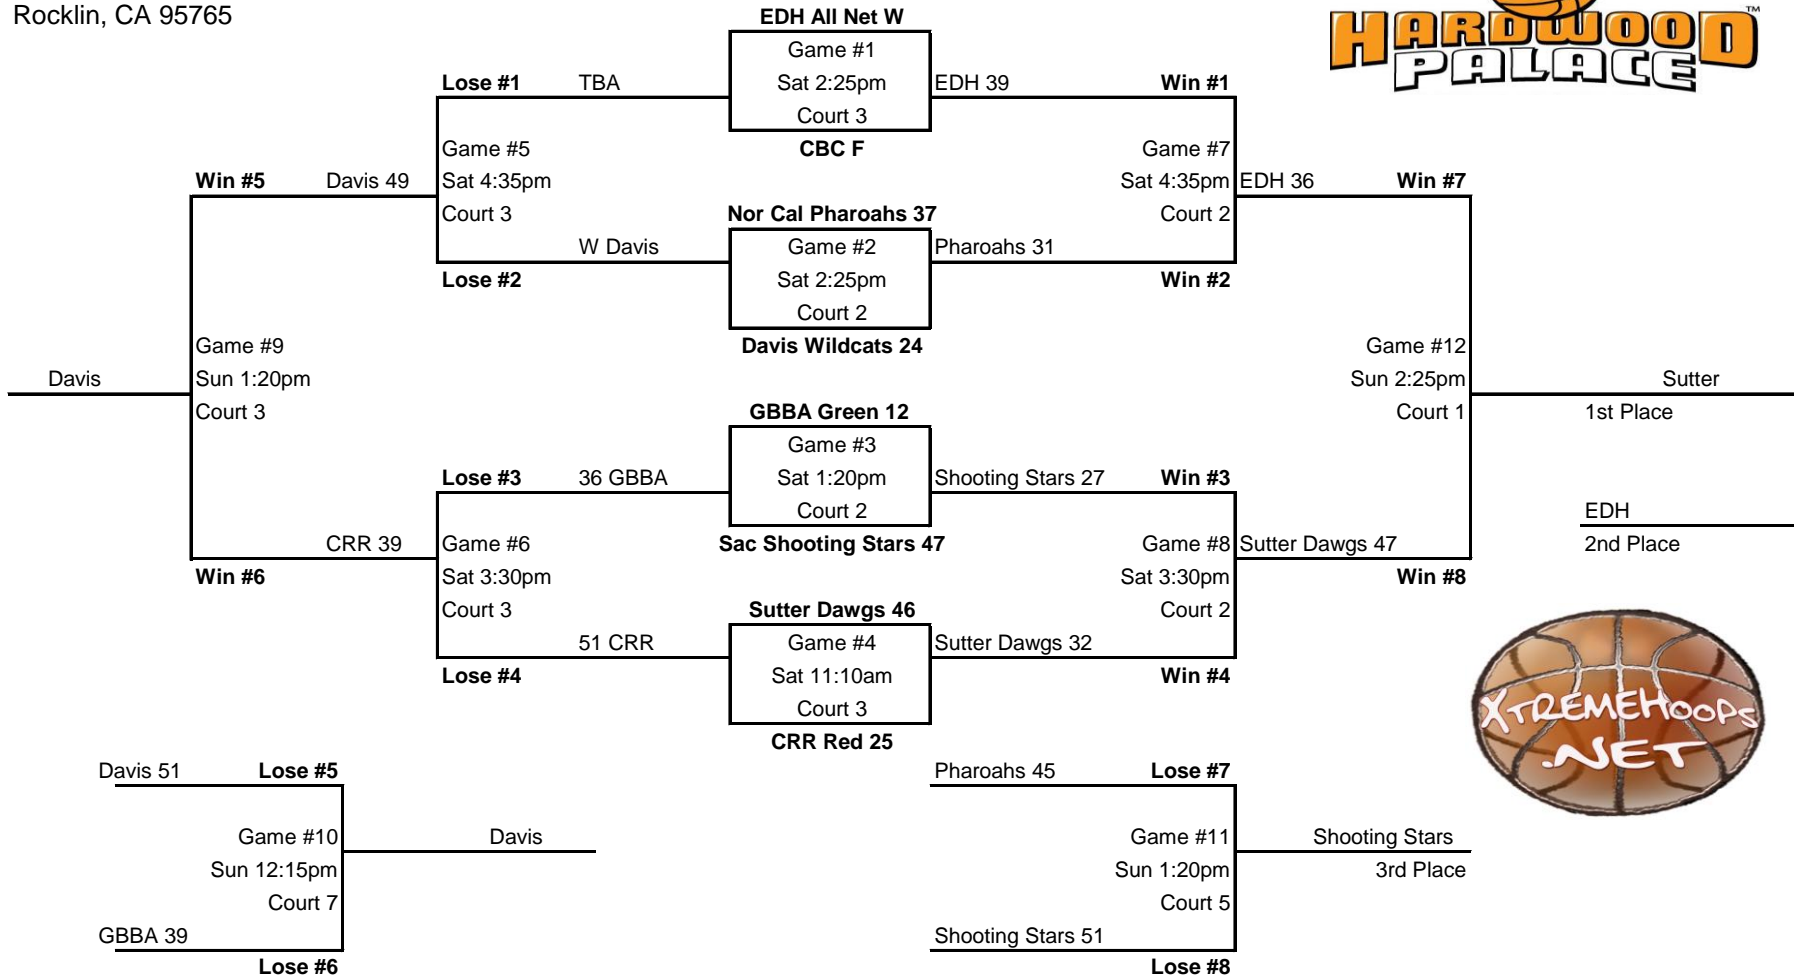 Rocklin, CA 95765
HARDWOOD
PALACE
TM
EDH All Net W
Game #1
Sat 2:25pm
Court 3
CBC F
Lose #1
TBA
EDH 39
Win #1
Game #5
Sat 4:35pm
Court 3
Game #7
Sat 4:35pm
Court 2
Win #5
Davis 49
EDH 36
Win #7
Nor Cal Pharoahs 37
Game #2
Sat 2:25pm
Court 2
Davis Wildcats 24
W Davis
Lose #2
Pharoahs 31
Win #2
Game #9
Sun 1:20pm
Court 3
Davis
Game #12
Sun 2:25pm
Court 1
Sutter
1st Place
GBBA Green 12
Game #3
Sat 1:20pm
Court 2
Sac Shooting Stars 47
Lose #3
36 GBBA
Shooting Stars 27
Win #3
EDH
2nd Place
CRR 39
Win #6
Game #6
Sat 3:30pm
Court 3
Game #8
Sat 3:30pm
Court 2
Sutter Dawgs 47
Win #8
Sutter Dawgs 46
Game #4
Sat 11:10am
Court 3
CRR Red 25
51 CRR
Lose #4
Sutter Dawgs 32
Win #4
XTREMEHOOPS
.NET
Davis 51
Lose #5
Game #10
Sun 12:15pm
Court 7
Davis
GBBA 39
Lose #6
Pharoahs 45
Lose #7
Game #11
Sun 1:20pm
Court 5
Shooting Stars
3rd Place
Shooting Stars 51
Lose #8